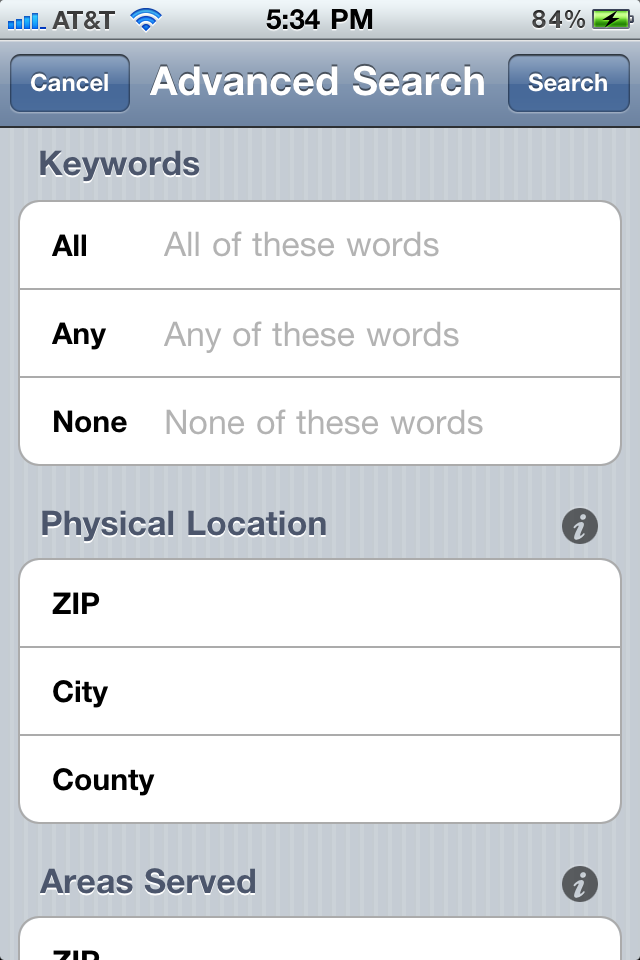 AT&T 5:34 PM 84%
Cancel Advanced Search Search
Keywords
All All of these words
Any Any of these words
None None of these words
Physical Location
ZIP
City
County
Areas Served
ZIP